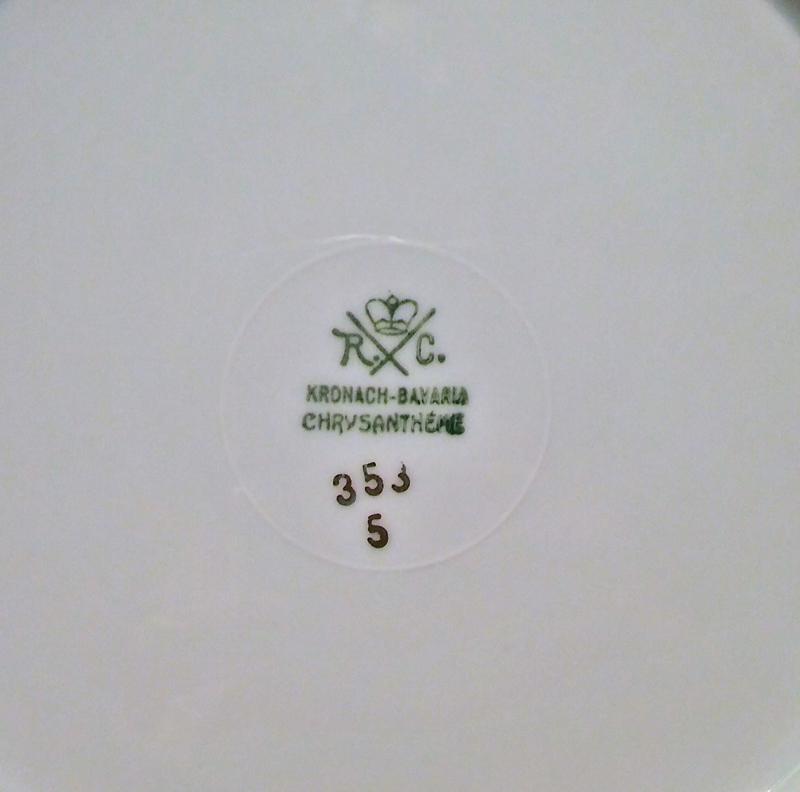 R. C.
KRONACH-BAVARIA
CHRYSANTHÈME
353
5